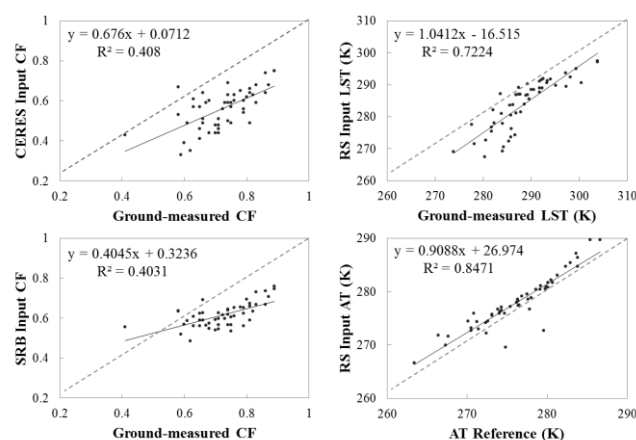 y = 0.676x + 0.0712
R² = 0.408
CERES Input CF
1
0.8
0.6
0.4
0.2
0.2 0.4 0.6 0.8 1
Ground-measured CF
y = 1.0412x - 16.515
R² = 0.7224
RS Input LST (K)
310
300
290
280
270
260
260 270 280 290 300 310
Ground-measured LST (K)
y = 0.4045x + 0.3236
R² = 0.4031
SRB Input CF
1
0.8
0.6
0.4
0.2
0.2 0.4 0.6 0.8 1
Ground-measured CF
y = 0.9088x + 26.974
R² = 0.8471
RS Input AT (K)
290
280
270
260
260 270 280 290
AT Reference (K)